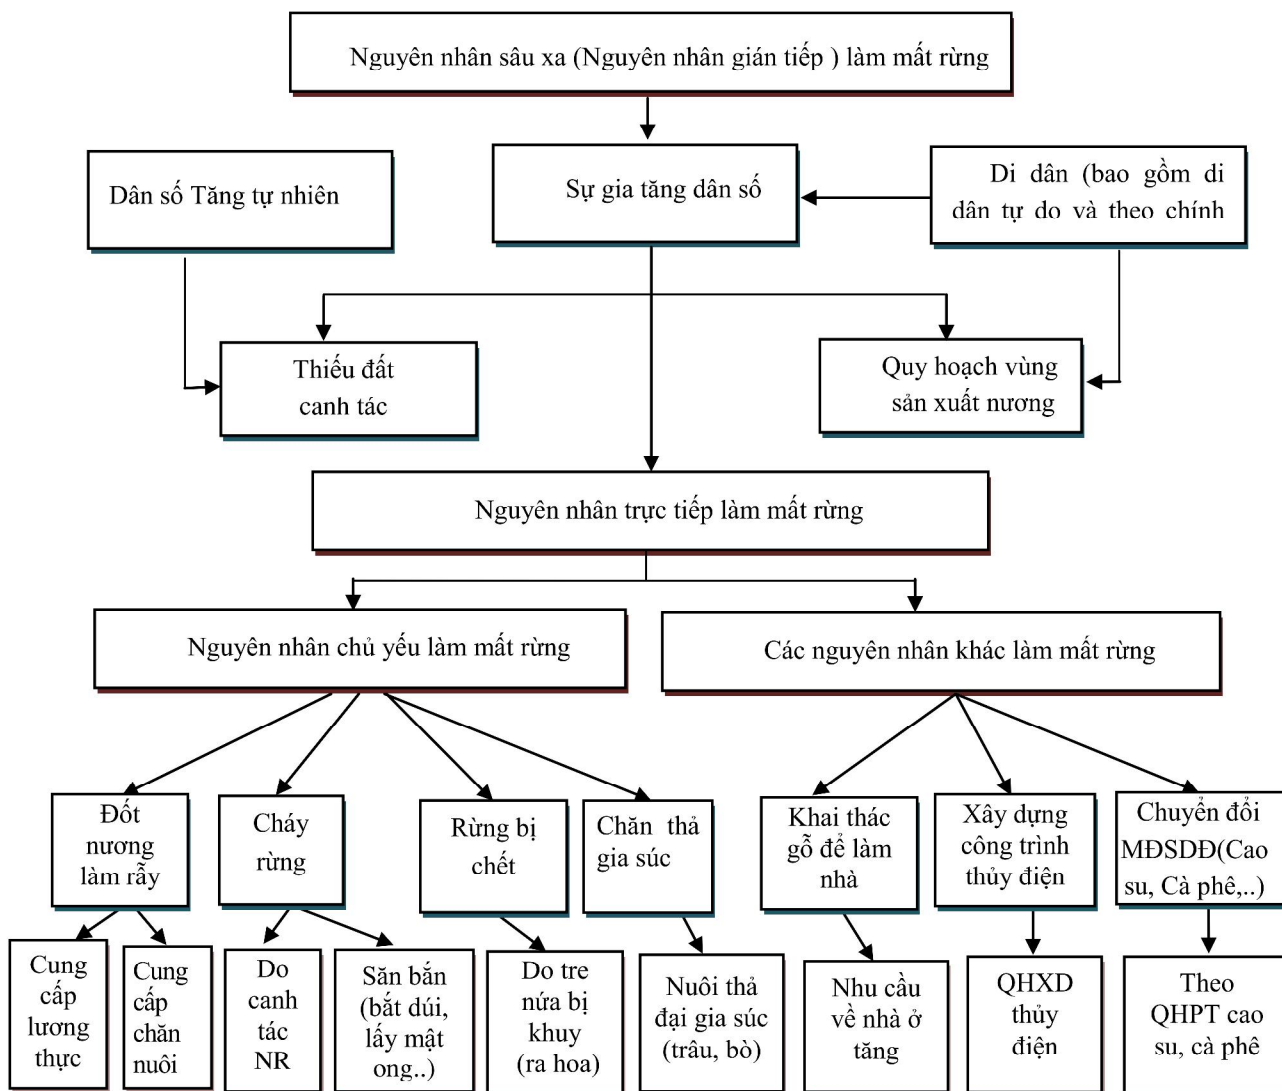 Nguyên nhân sâu xa (Nguyên nhân gián tiếp ) làm mất rừng
Dân số Tăng tự nhiên
Sự gia tăng dân số
Di dân (bao gồm di
dân tự do và theo chính
Thiếu đất
canh tác
Quy hoạch vùng
sản xuất nương
Nguyên nhân trực tiếp làm mất rừng
Nguyên nhân chủ yếu làm mất rừng
Các nguyên nhân khác làm mất rừng
Đốt
nương
làm rẫy
Cháy
rừng
Rừng bị
chết
Chăn thả
gia súc
Khai thác
gỗ để làm
nhà
Xây dựng
công trình
thủy điện
Chuyển đổi
MĐSDĐ(Cao
su, Cà phê,..)
Cung
cấp
lương
thực
Cung
cấp
chăn
nuôi
Do
canh
tác
NR
Săn bắn
(bắt dúi,
lấy mật
ong..)
Do tre
nứa bị
khuy
(ra hoa)
Nuôi thả
đại gia súc
(trâu, bò)
Nhu cầu
về nhà ở
tăng
QHXD
thủy
điện
Theo
QHPT cao
su, cà phê